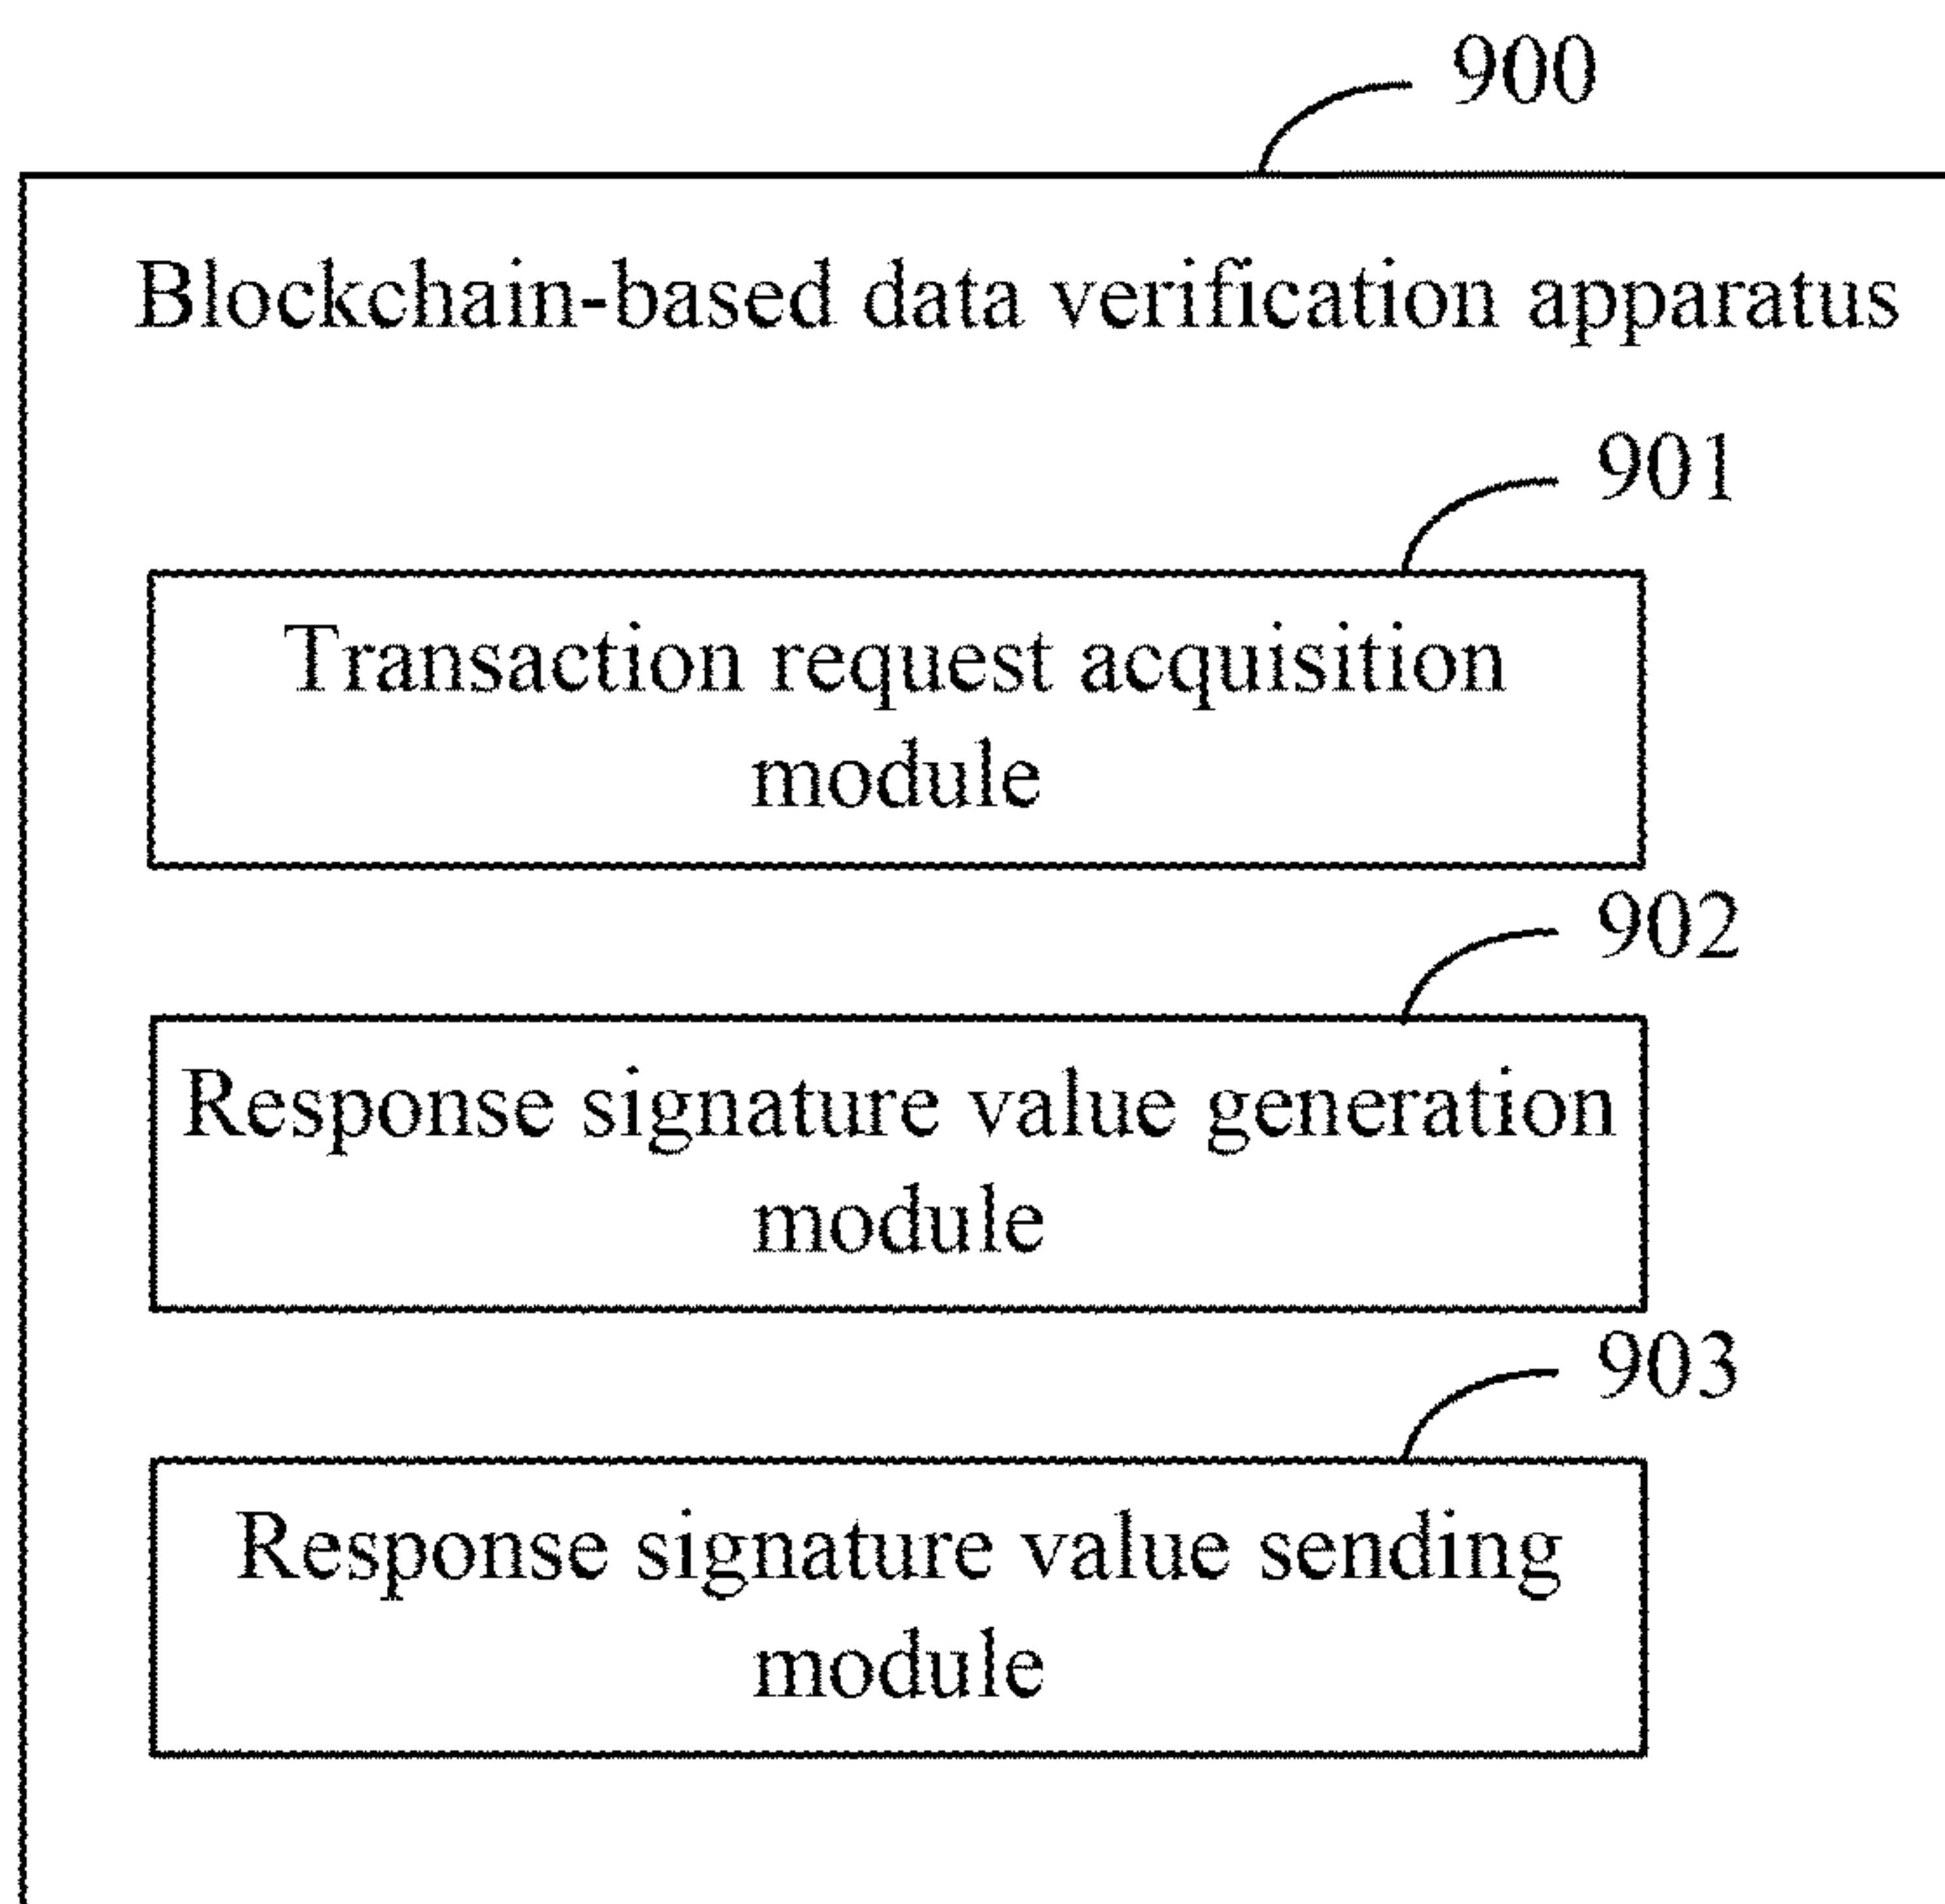 900
Blockchain-based data verification apparatus
901
Transaction request acquisition
module
902
Response signature value generation
module
903
Response signature value sending
module